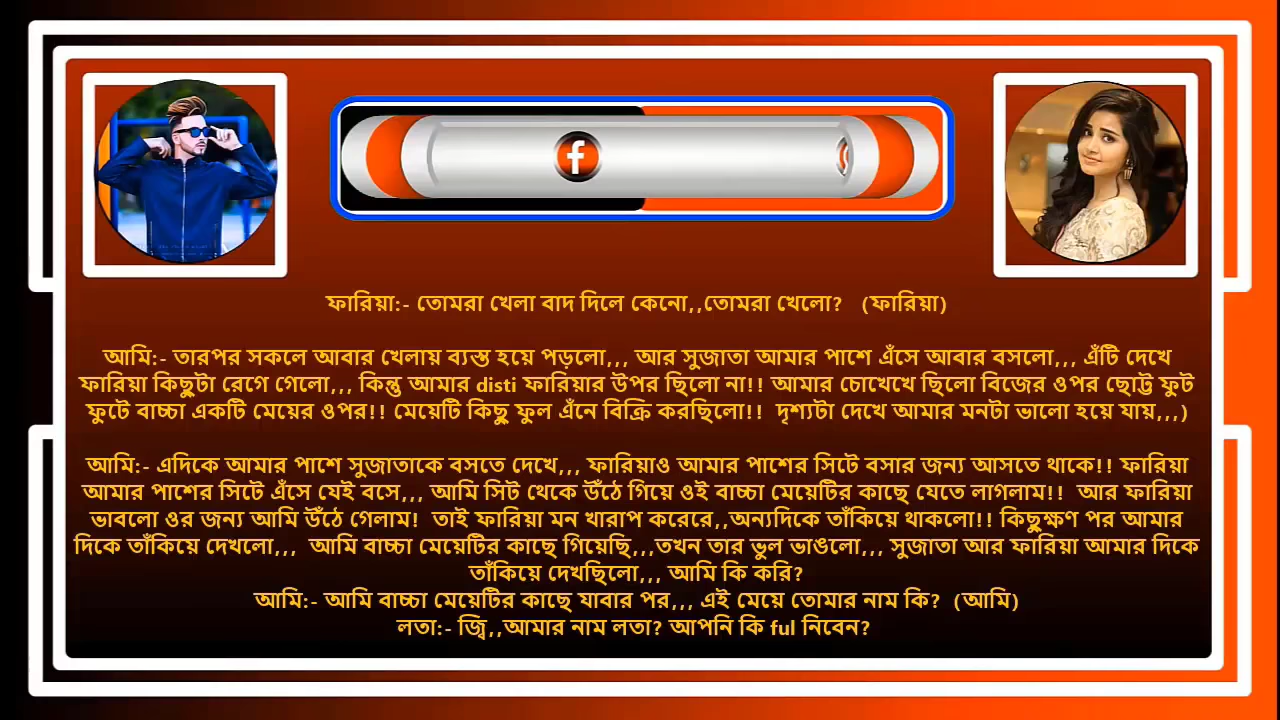 ফারিয়া:- তোমরা খেলা বাদ দিলে কেনো,,তোমরা খেলো? (ফারিয়া)
আমি:- তারপর সকলে আবার খেলায় ব্যস্ত হয়ে পড়লো,,, আর সুজাতা আমার পাশে এঁসে আবার বসলো,,, এঁটি দেখে
ফারিয়া কিছুটা রেগে গেলো,,, কিন্তু আমার disti ফারিয়ার উপর ছিলো না!! আমার চোখেখে ছিলো বিজের ওপর ছোট্ট ফুট
ফুটে বাচ্চা একটি মেয়ের ওপর!! মেয়েটি কিছু ফুল এঁনে বিক্রি করছিলো!! দৃশ্যটা দেখে আমার মনটা ভালো হয়ে যায়,,,)
আমি:- এদিকে আমার পাশে সুজাতাকে বসতে দেখে,,, ফারিয়াও আমার পাশের সিটে বসার জন্য আসতে থাকে!! ফারিয়া
আমার পাশের সিটে এঁসে যেই বসে,,, আমি সিট থেকে উঁঠে গিয়ে ওই বাচ্চা মেয়েটির কাছে যেতে লাগলাম!! আর ফারিয়া
ভাবলো ওর জন্য আমি উঁঠে গেলাম! তাই ফারিয়া মন খারাপ করেরে,,অন্যদিকে তাঁকিয়ে থাকলো!! কিছুক্ষণ পর আমার
দিকে তাঁকিয়ে দেখলো,,, আমি বাচ্চা মেয়েটির কাছে গিয়েছি,,,তখন তার ভুল ভাঙলো,,, সুজাতা আর ফারিয়া আমার দিকে
তাঁকিয়ে দেখছিলো,,, আমি কি করি?
আমি:- আমি বাচ্চা মেয়েটির কাছে যাবার পর,,, এই মেয়ে তোমার নাম কি? (আমি)
লতা:- জ্বি,,আমার নাম লতা? আপনি কি ful নিবেন?